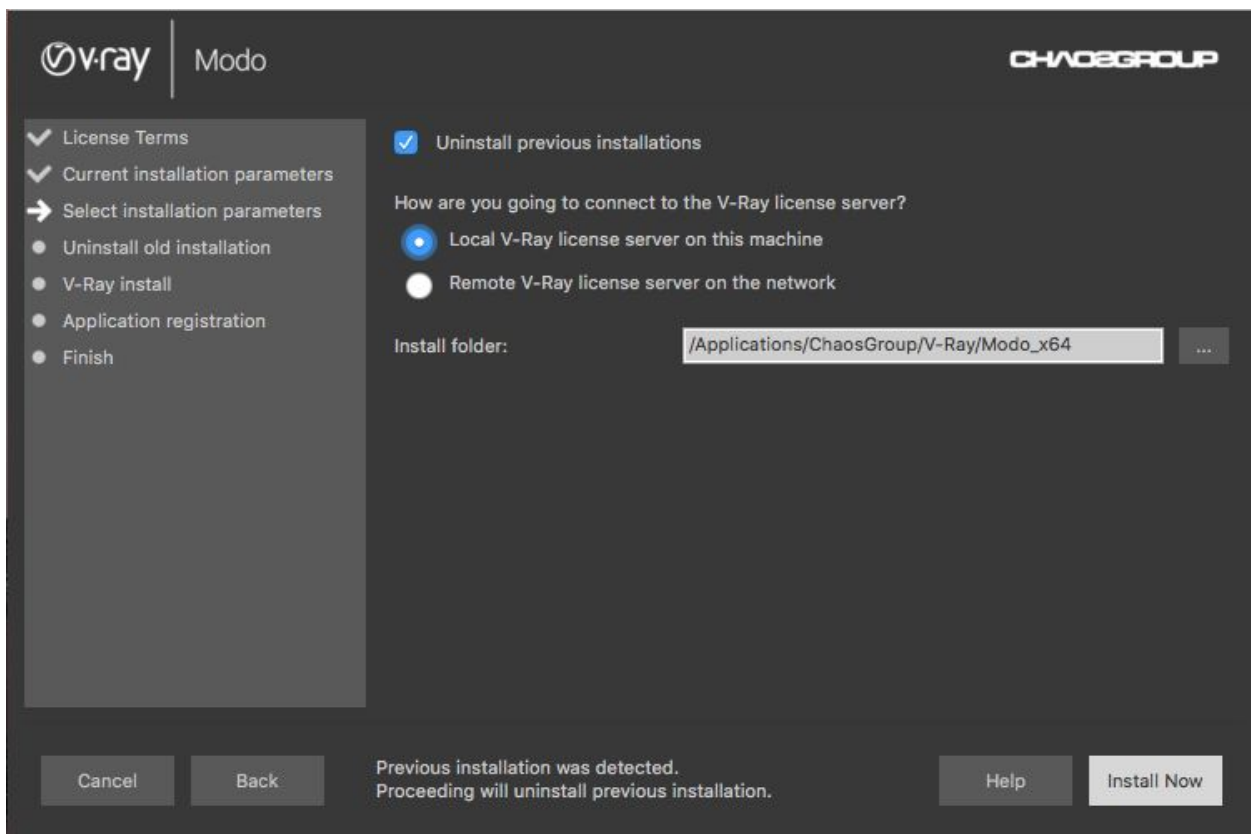 v·ray
Modo
CHAOSGROUP
License Terms
Current installation parameters
Select installation parameters
Uninstall old installation
V-Ray install
Application registration
Finish
Uninstall previous installations
How are you going to connect to the V-Ray license server?
Local V-Ray license server on this machine
Remote V-Ray license server on the network
Install folder:
/Applications/ChaosGroup/V-Ray/Modo_x64
...
Cancel
Back
Previous installation was detected.
Proceeding will uninstall previous installation.
Help
Install Now